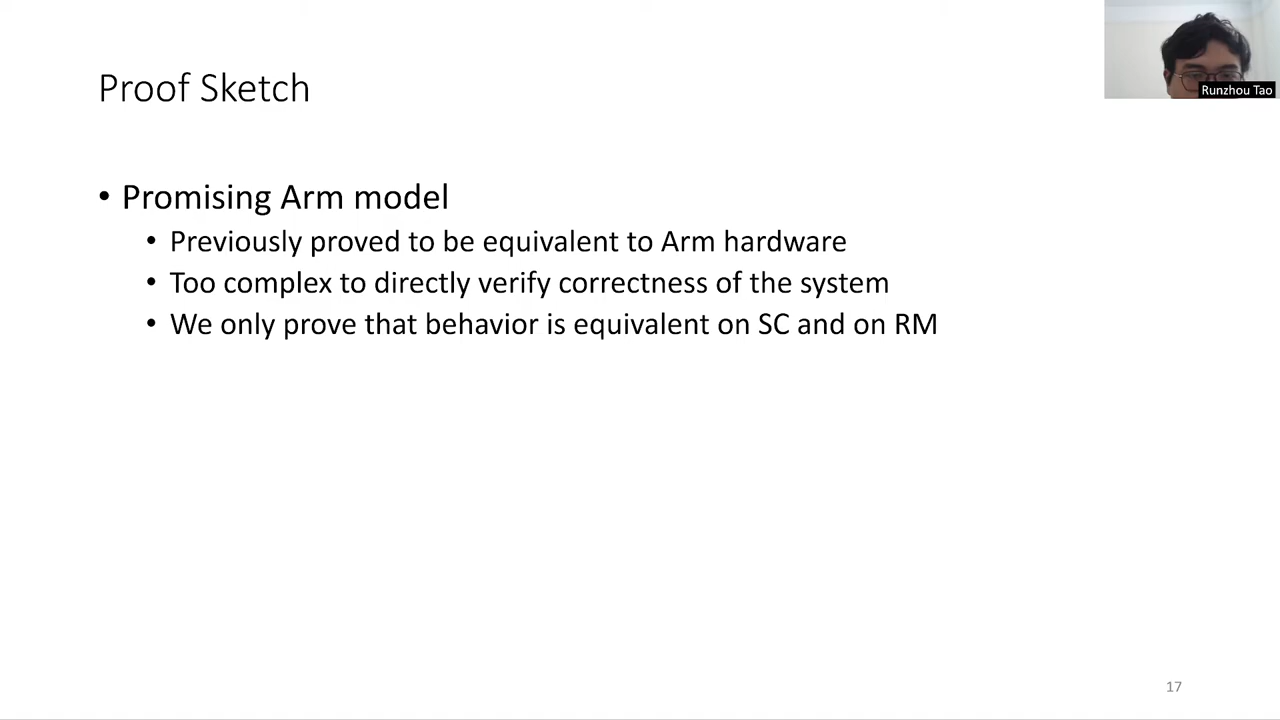 Proof Sketch
Runzhou Tao
• Promising Arm model
• Previously proved to be equivalent to Arm hardware
• Too complex to directly verify correctness of the system
• We only prove that behavior is equivalent on SC and on RM
17